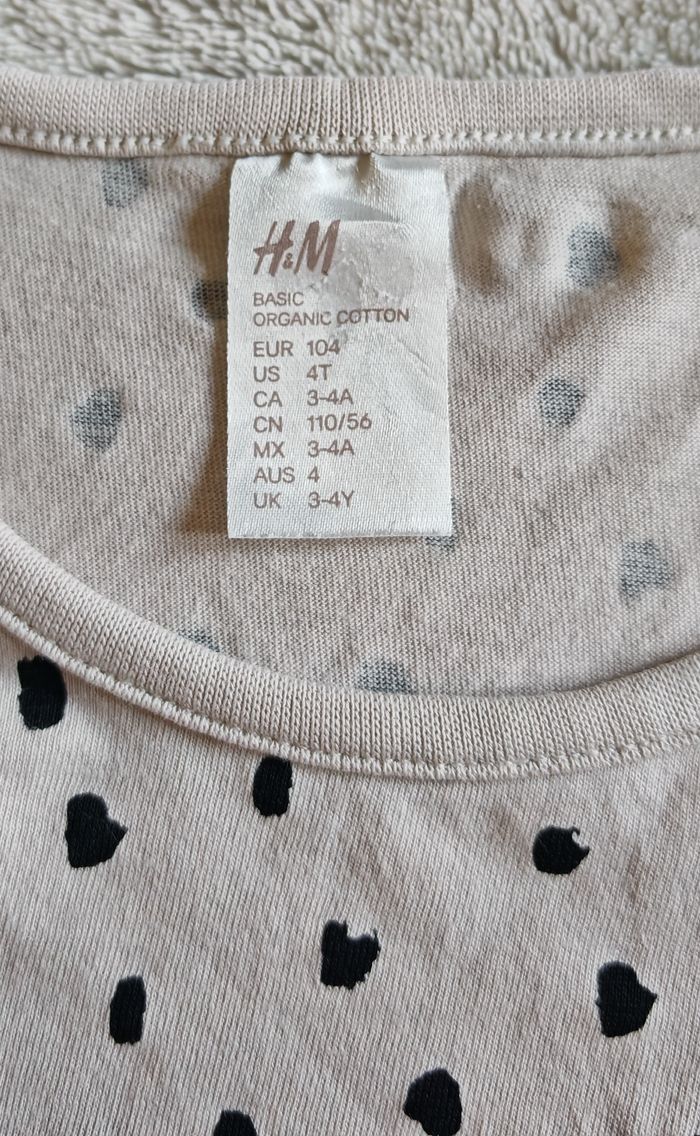 H&M
BASIC
ORGANIC COTTON
EUR 104
US 4T
CA 3-4A
CN 110/56
MX 3-4A
AUS 4
UK 3-4Y